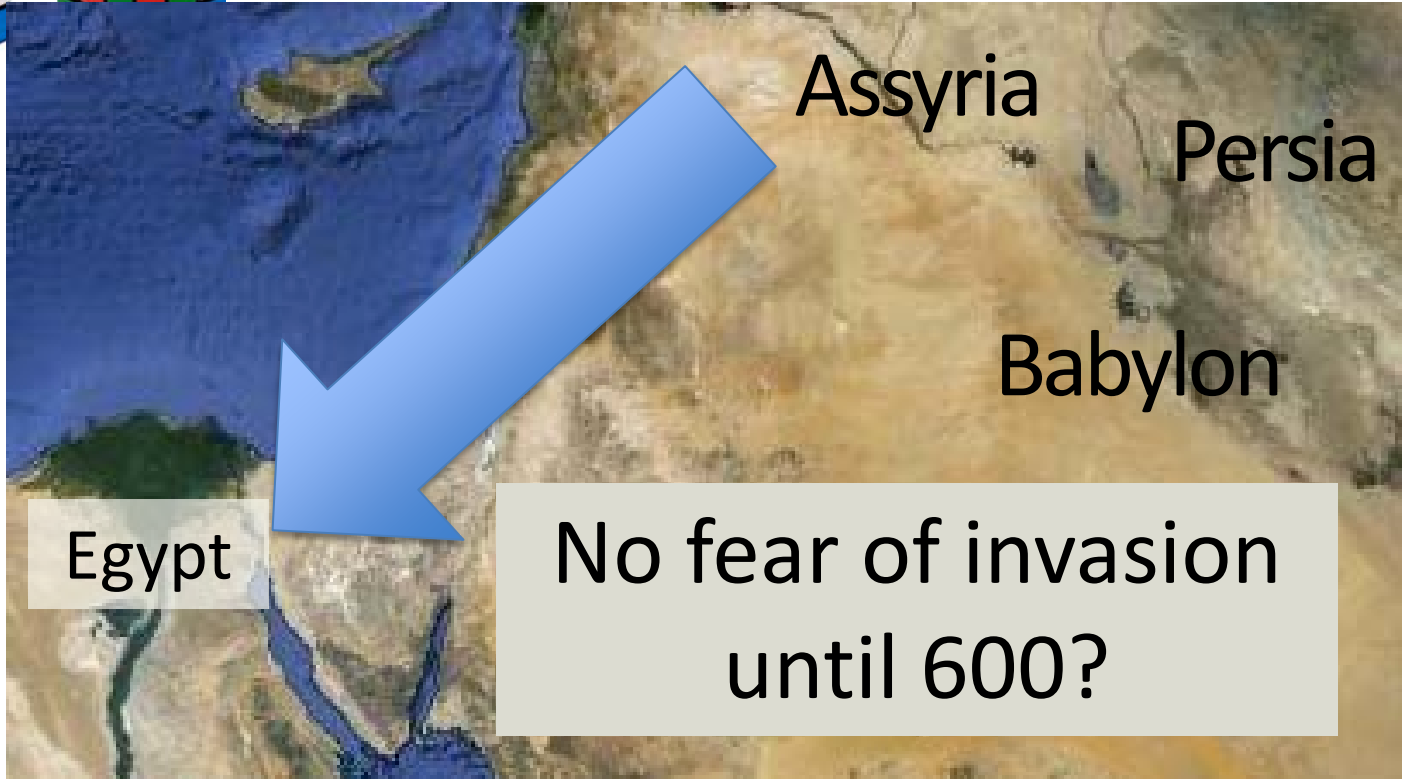 Assyria
Persia
Babylon
Egypt
No fear of invasion
until 600?